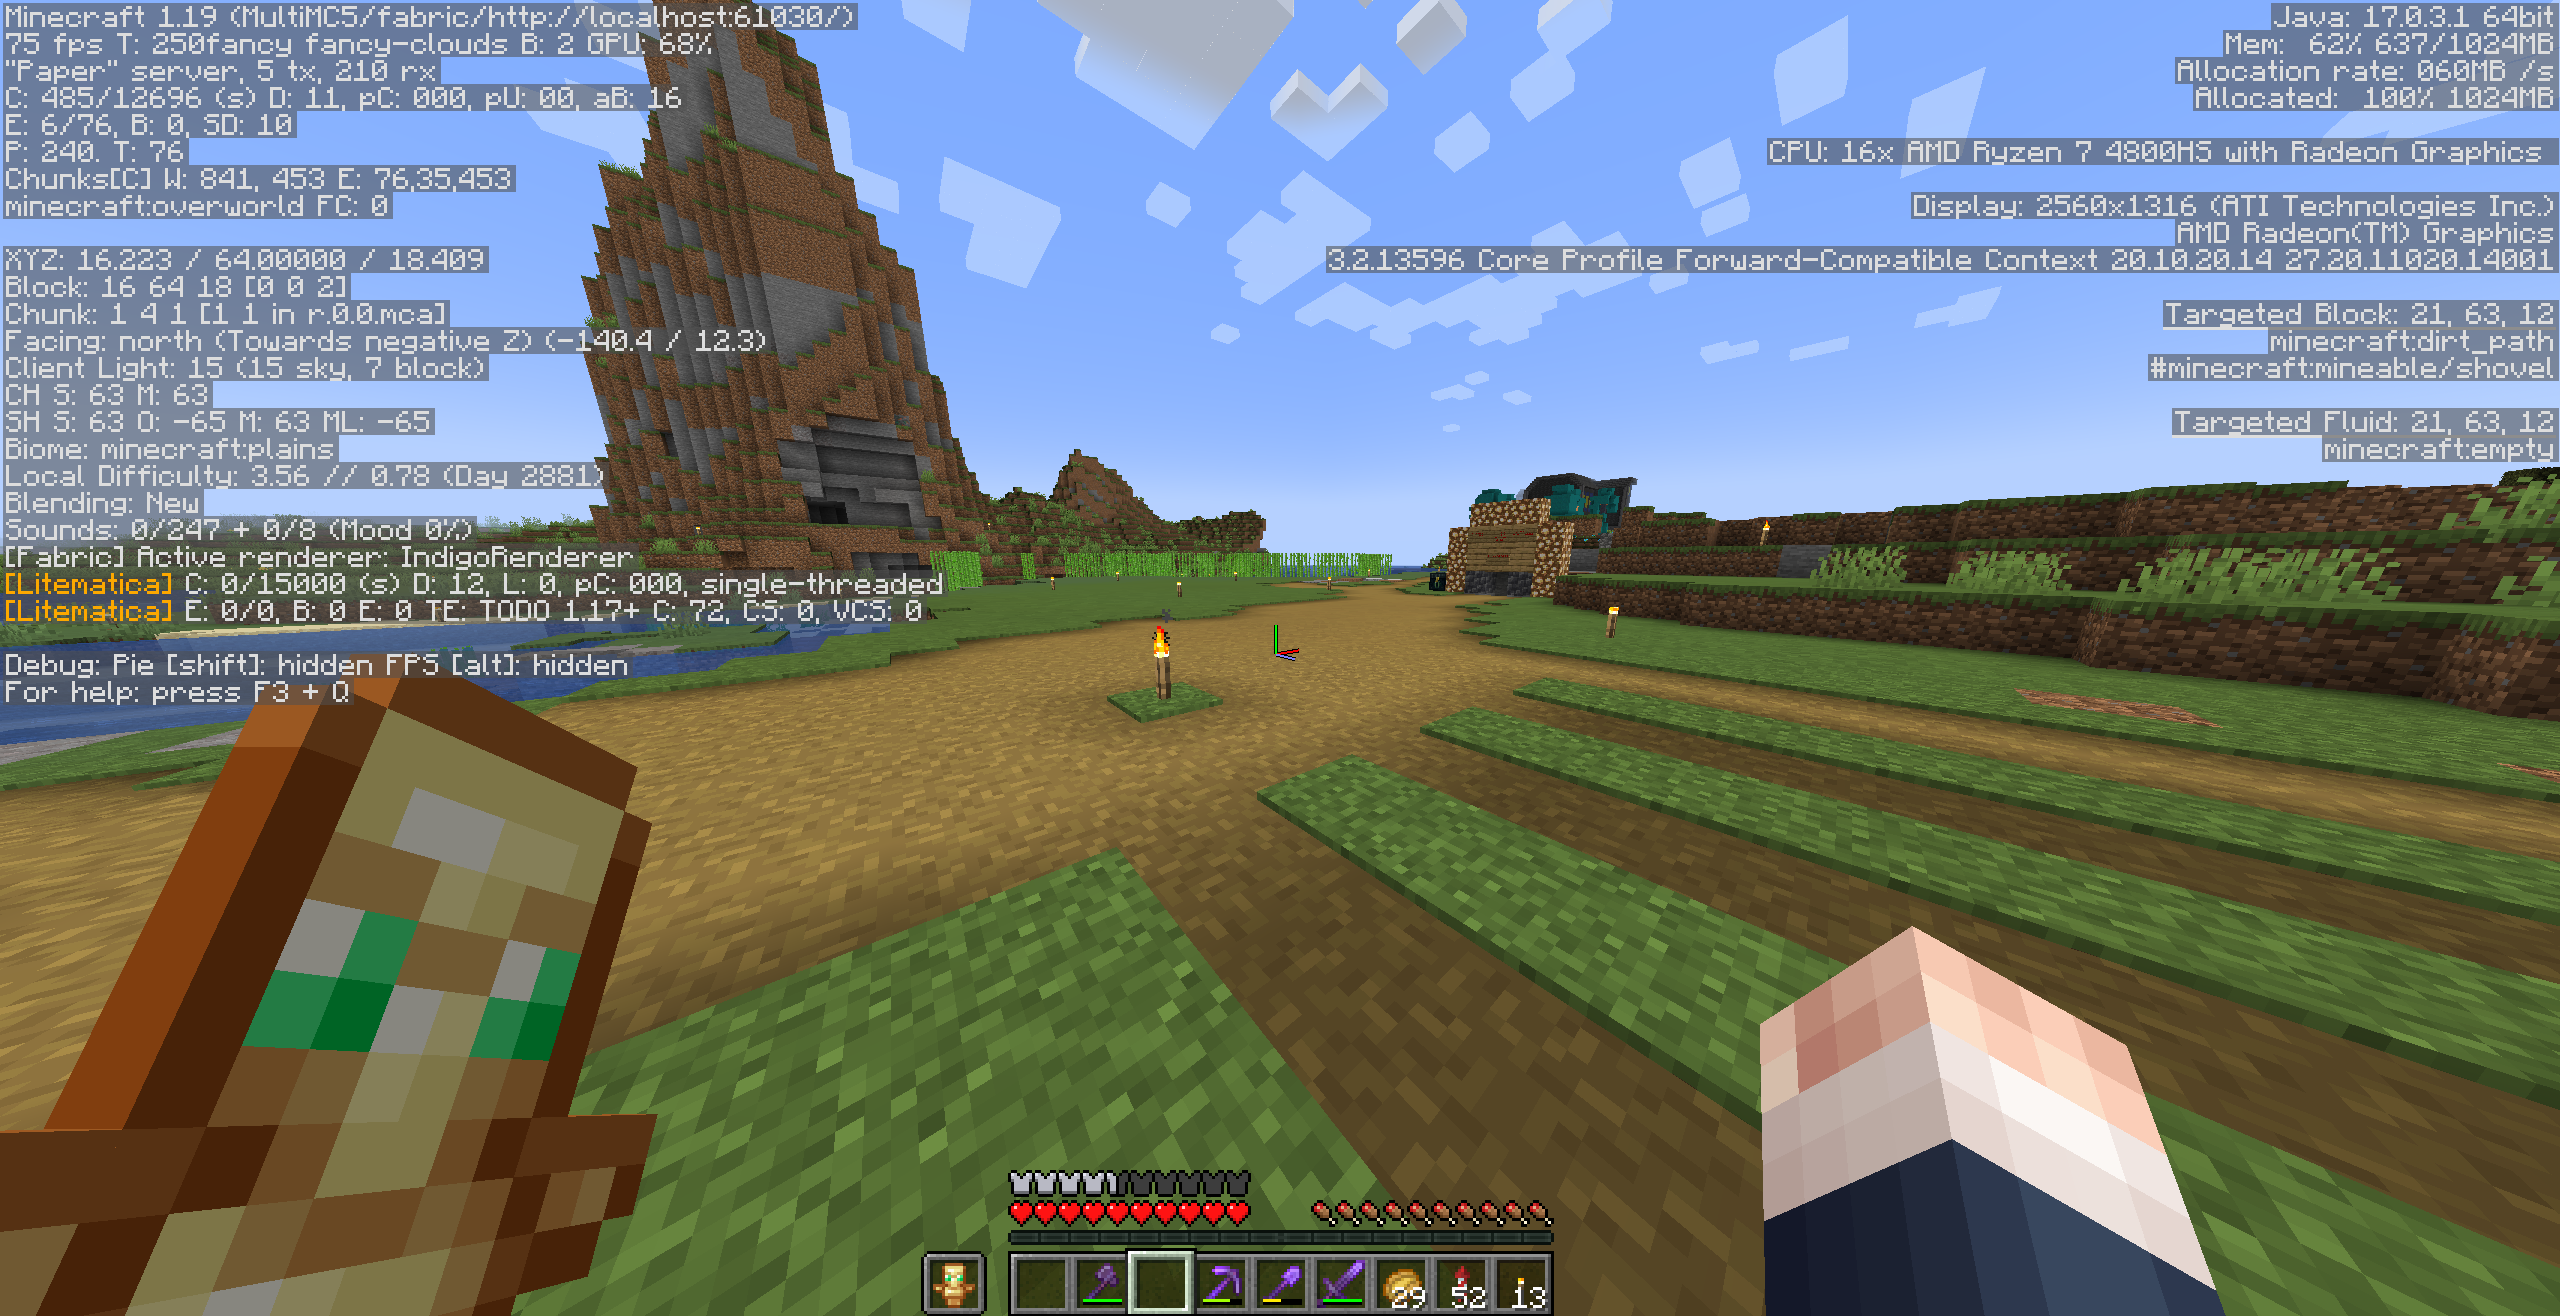 Minecraft 1.19 (MultiMC5/fabric/http://localhost:61030/)
75 fps T: 250fancy fancy-clouds B: 2 GPU: 68%
"Paper" server, 5 tx, 210 rx
C: 485/12696 (s) D: 11, pC: 000, pU: 00, aB: 16
E: 6/76, B: 0, SD: 10
P: 240. T: 76
Chunks[C] W: 841, 453 E: 76,35,453
minecraft:overworld FC: 0
XYZ: 16.223 / 64.00000 / 18.409
Block: 16 64 18 [0 0 2]
Chunk: 1 4 1 [1 1 in r.0.0.mca]
Facing: north (Towards negative Z) (-140.4 / 12.3)
Client Light: 15 (15 sky, 7 block)
CH S: 63 M: 63
SH S: 63 O: -65 M: 63 ML: -65
Biome: minecraft:plains
Local Difficulty: 3.56 // 0.78 (Day 2881)
Blending: New
Sounds: 0/247 + 0/8 (Mood 0%)
[Fabric] Active renderer: IndigoRenderer
[Litematica] C: 0/15000 (s) D: 12, L: 0, pC: 000, single-threaded
[Litematica] E: 0/0, B: 0 E: 0 TE: TODO 1.17+ C: 72, CS: 0, VCS: 0
Debug: Pie [shift]: hidden FPS [alt]: hidden
For help: press F3 + Q
Java: 17.0.3.1 64bit
Mem: 62% 637/1024MB
Allocation rate: 060MB /s
Allocated: 100% 1024MB
CPU: 16x AMD Ryzen 7 4800HS with Radeon Graphics
Display: 2560x1316 (ATI Technologies Inc.)
AMD Radeon(TM) Graphics
3.2.13596 Core Profile Forward-Compatible Context 20.10.20.14 27.20.11020.14001
Targeted Block: 21, 63, 12
minecraft:dirt_path
#minecraft:mineable/shovel
Targeted Fluid: 21, 63, 12
minecraft:empty
29
52
13